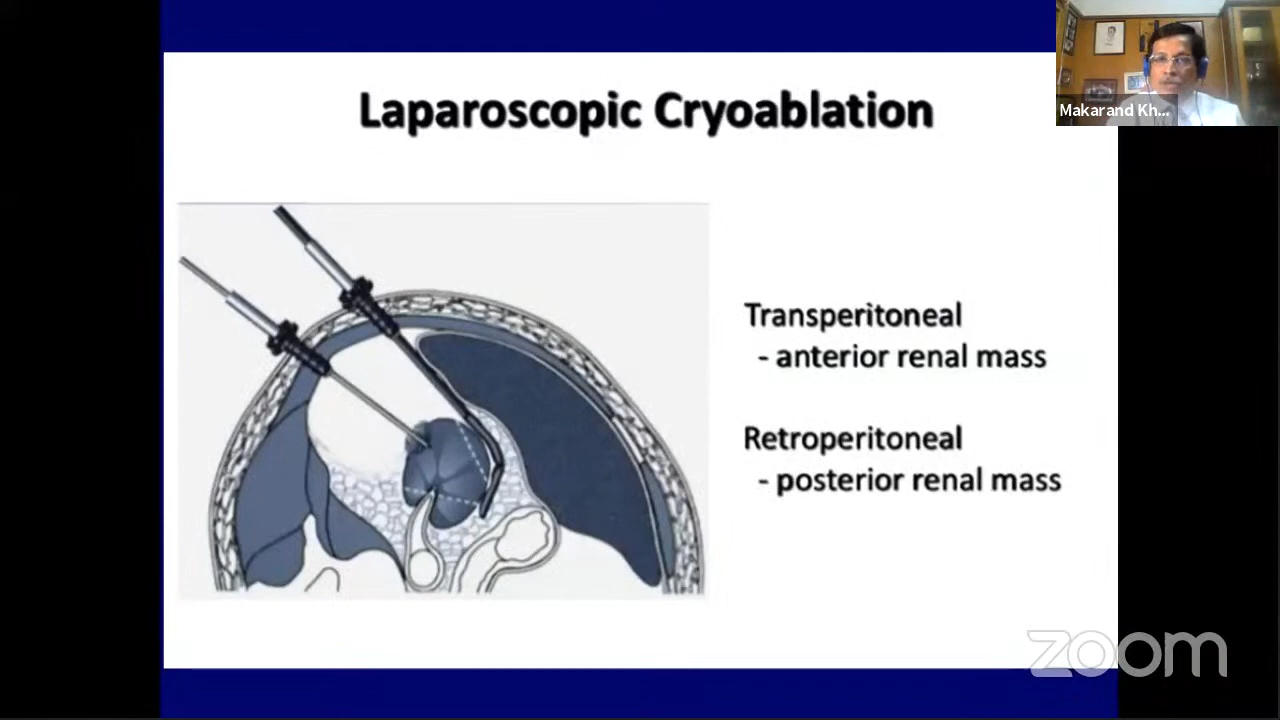 Laparoscopic Cryoablation
Makarand Kh...
Transperitoneal
- anterior renal mass
Retroperitoneal
- posterior renal mass
zoom